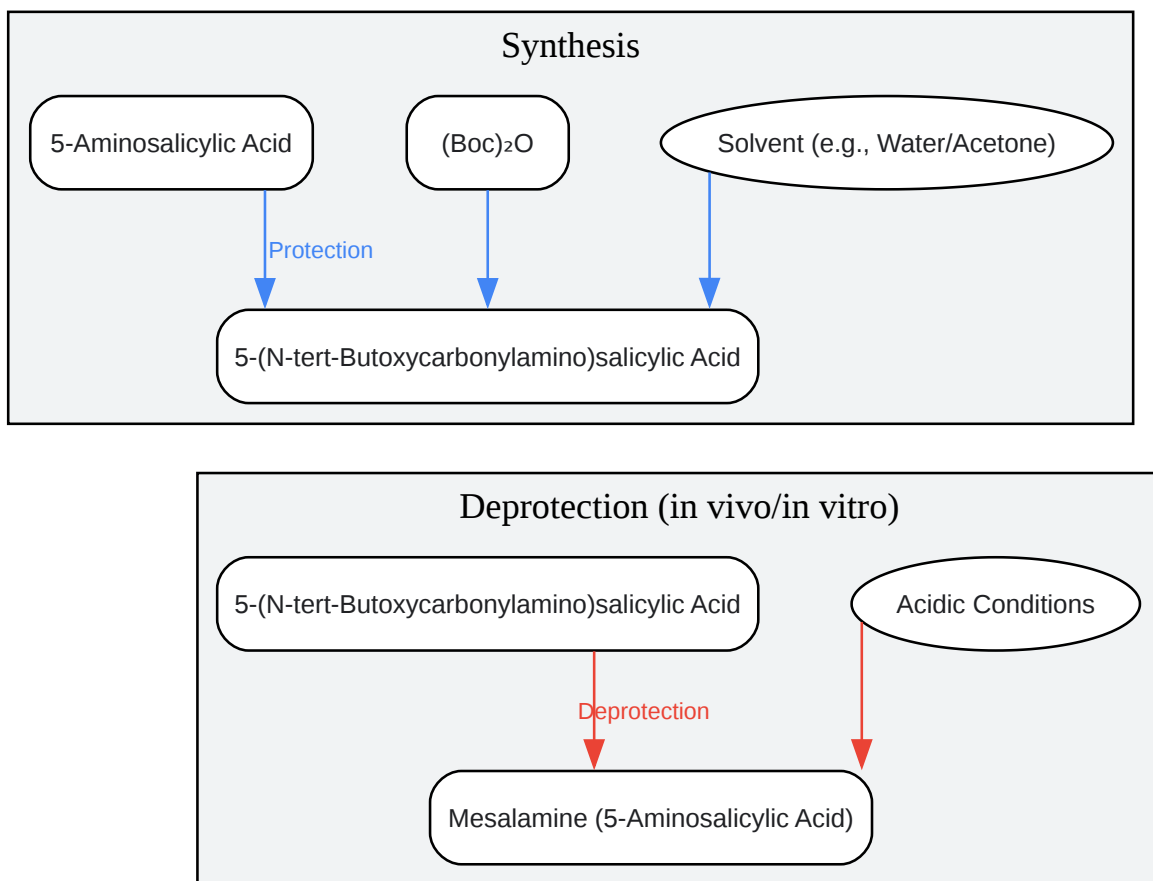 Synthesis
5-Aminosalicylic Acid
(Boc)₂O
Solvent (e.g., Water/Acetone)
Protection
5-(N-tert-Butoxycarbonylamino)salicylic Acid
Deprotection (in vivo/in vitro)
5-(N-tert-Butoxycarbonylamino)salicylic Acid
Acidic Conditions
Deprotection
Mesalamine (5-Aminosalicylic Acid)